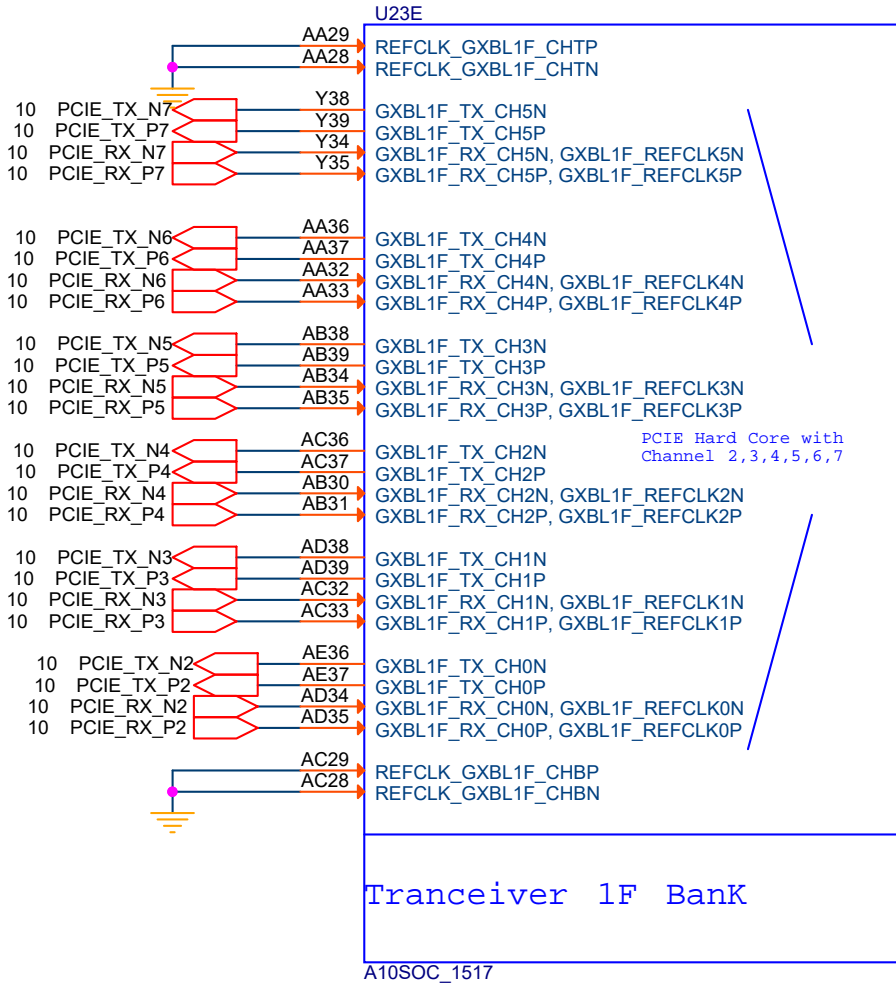 U23E
AA29 REFCLK_GXBL1F_CHTP
AA28 REFCLK_GXBL1F_CHTN
10 PCIE_TX_N7 Y38 GXBL1F_TX_CH5N
10 PCIE_TX_P7 Y39 GXBL1F_TX_CH5P
10 PCIE_RX_N7 Y34 GXBL1F_RX_CH5N, GXBL1F_REFCLK5N
10 PCIE_RX_P7 Y35 GXBL1F_RX_CH5P, GXBL1F_REFCLK5P
10 PCIE_TX_N6 AA36 GXBL1F_TX_CH4N
10 PCIE_TX_P6 AA37 GXBL1F_TX_CH4P
10 PCIE_RX_N6 AA32 GXBL1F_RX_CH4N, GXBL1F_REFCLK4N
10 PCIE_RX_P6 AA33 GXBL1F_RX_CH4P, GXBL1F_REFCLK4P
10 PCIE_TX_N5 AB38 GXBL1F_TX_CH3N
10 PCIE_TX_P5 AB39 GXBL1F_TX_CH3P
10 PCIE_RX_N5 AB34 GXBL1F_RX_CH3N, GXBL1F_REFCLK3N
10 PCIE_RX_P5 AB35 GXBL1F_RX_CH3P, GXBL1F_REFCLK3P
PCIE Hard Core with
Channel 2,3,4,5,6,7
10 PCIE_TX_N4 AC36 GXBL1F_TX_CH2N
10 PCIE_TX_P4 AC37 GXBL1F_TX_CH2P
10 PCIE_RX_N4 AB30 GXBL1F_RX_CH2N, GXBL1F_REFCLK2N
10 PCIE_RX_P4 AB31 GXBL1F_RX_CH2P, GXBL1F_REFCLK2P
10 PCIE_TX_N3 AD38 GXBL1F_TX_CH1N
10 PCIE_TX_P3 AD39 GXBL1F_TX_CH1P
10 PCIE_RX_N3 AC32 GXBL1F_RX_CH1N, GXBL1F_REFCLK1N
10 PCIE_RX_P3 AC33 GXBL1F_RX_CH1P, GXBL1F_REFCLK1P
10 PCIE_TX_N2 AE36 GXBL1F_TX_CH0N
10 PCIE_TX_P2 AE37 GXBL1F_TX_CH0P
10 PCIE_RX_N2 AD34 GXBL1F_RX_CH0N, GXBL1F_REFCLK0N
10 PCIE_RX_P2 AD35 GXBL1F_RX_CH0P, GXBL1F_REFCLK0P
AC29 REFCLK_GXBL1F_CHBP
AC28 REFCLK_GXBL1F_CHBN
Tranceiver 1F BanK
A10SOC_1517